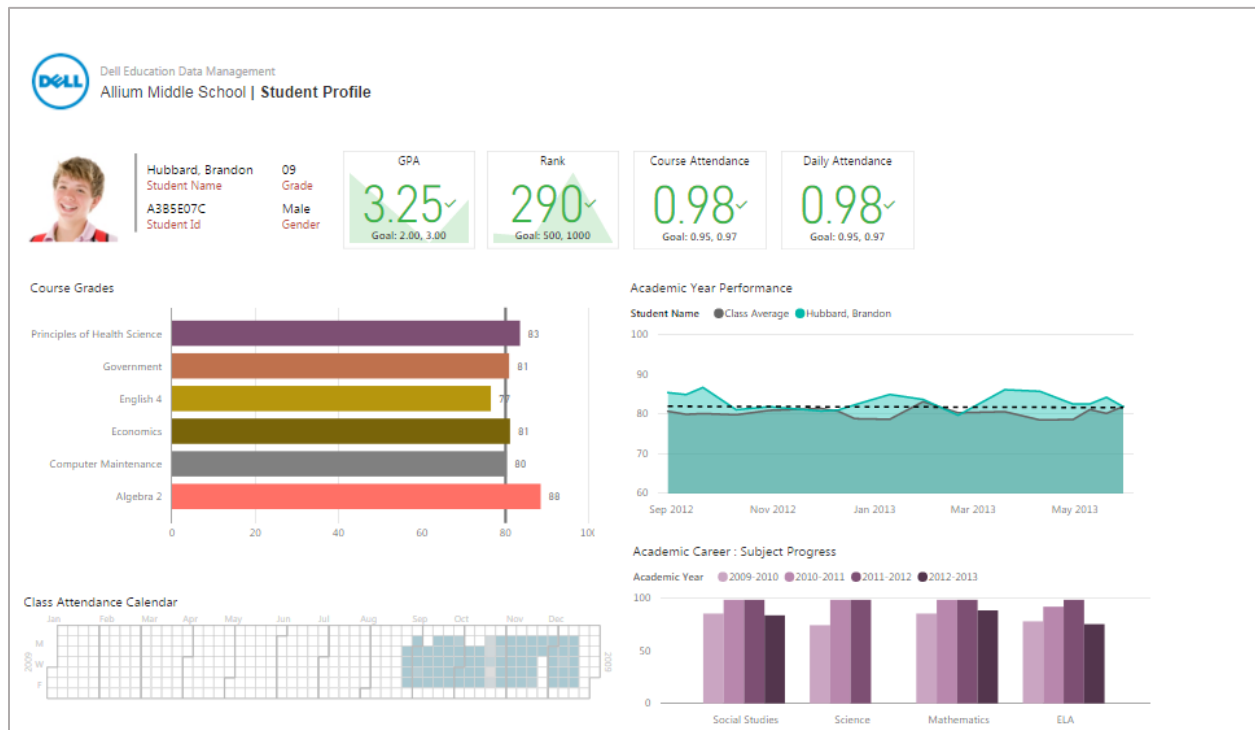 DELL
Dell Education Data Management
Allium Middle School | Student Profile
Hubbard, Brandon
Student Name
09
Grade
A3B5E07C
Student Id
Male
Gender
GPA
3.25
Goal: 2.00, 3.00
Rank
290
Goal: 500, 1000
Course Attendance
0.98
Goal: 0.95, 0.97
Daily Attendance
0.98
Goal: 0.95, 0.97
Course Grades
Principles of Health Science 83
Government 81
English 4 77
Economics 81
Computer Maintenance 80
Algebra 2 88
0 20 40 60 80 100
Academic Year Performance
Student Name Class Average Hubbard, Brandon
100
90
80
70
60
Sep 2012 Nov 2012 Jan 2013 Mar 2013 May 2013
Class Attendance Calendar
Jan Feb Mar Apr May Jun Jul Aug Sep Oct Nov Dec
2009
M
W
F
2009
Academic Career : Subject Progress
Academic Year 2009-2010 2010-2011 2011-2012 2012-2013
100
50
0
Social Studies Science Mathematics ELA